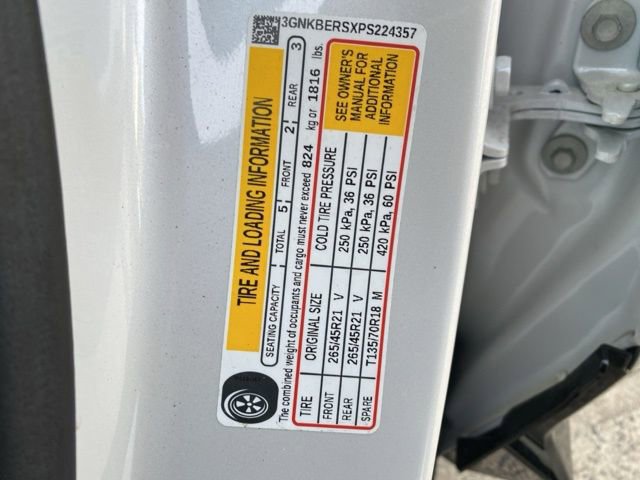 3GNKBERSXPS224357
TIRE AND LOADING INFORMATION
SEATING CAPACITY TOTAL 5 FRONT 2 REAR 3
The combined weight of occupants and cargo must never exceed 824 kg or 1816 lbs.
TIRE ORIGINAL SIZE COLD TIRE PRESSURE
FRONT 265/45R21 V 250 kPa, 36 PSI
REAR 265/45R21 V 250 kPa, 36 PSI
SPARE T135/70R18 M 420 kPa, 60 PSI
SEE OWNER'S
MANUAL FOR
ADDITIONAL
INFORMATION